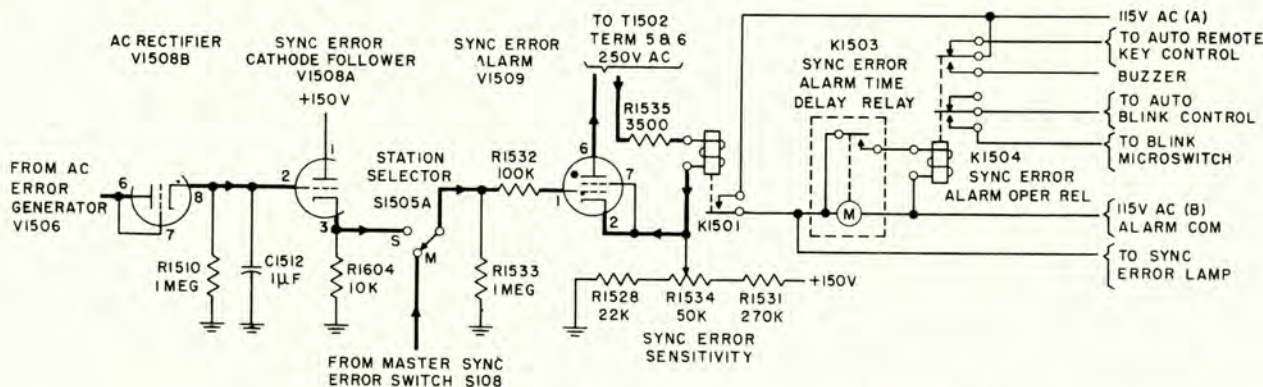 AC RECTIFIER
V1508B
SYNC ERROR
CATHODE FOLLOWER
V1508A
+150V
SYNC ERROR
ALARM
V1509
TO T1502
TERM 5 & 6
250V AC
R1535
3500
K1503
SYNC ERROR
ALARM TIME
DELAY RELAY
115V AC (A)
TO AUTO REMOTE
KEY CONTROL
BUZZER
TO AUTO
BLINK CONTROL
TO BLINK
MICROSWITCH
K1504
SYNC ERROR
ALARM OPER REL
115V AC (B)
ALARM COM
TO SYNC
ERROR LAMP
FROM AC
ERROR
GENERATOR
V1506
6
8
7
1
2
3
STATION
SELECTOR
S1505A
S
M
R1532
100K
6
7
1
2
K1501
M
R1510
1 MEG
C1512
1µF
R1604
10K
R1533
1 MEG
R1528
22K
R1534
50K
R1531
270K
+150V
SYNC ERROR
SENSITIVITY
FROM MASTER SYNC
ERROR SWITCH S108